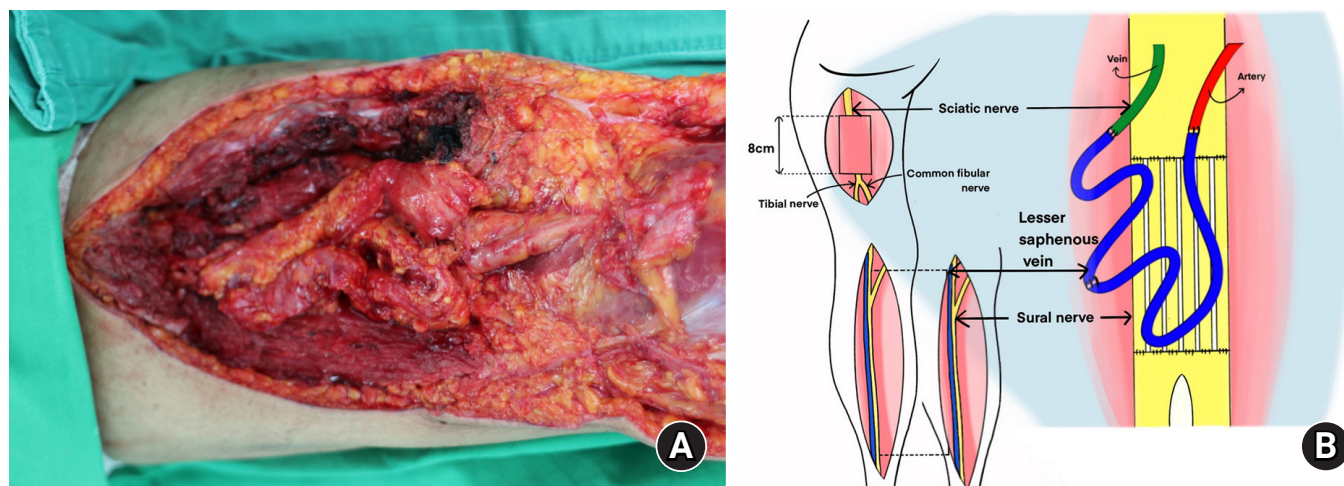 A
Vein
Artery
Sciatic nerve
8cm
Common fibular
nerve
Tibial nerve
Lesser
saphenous
vein
Sural nerve
B